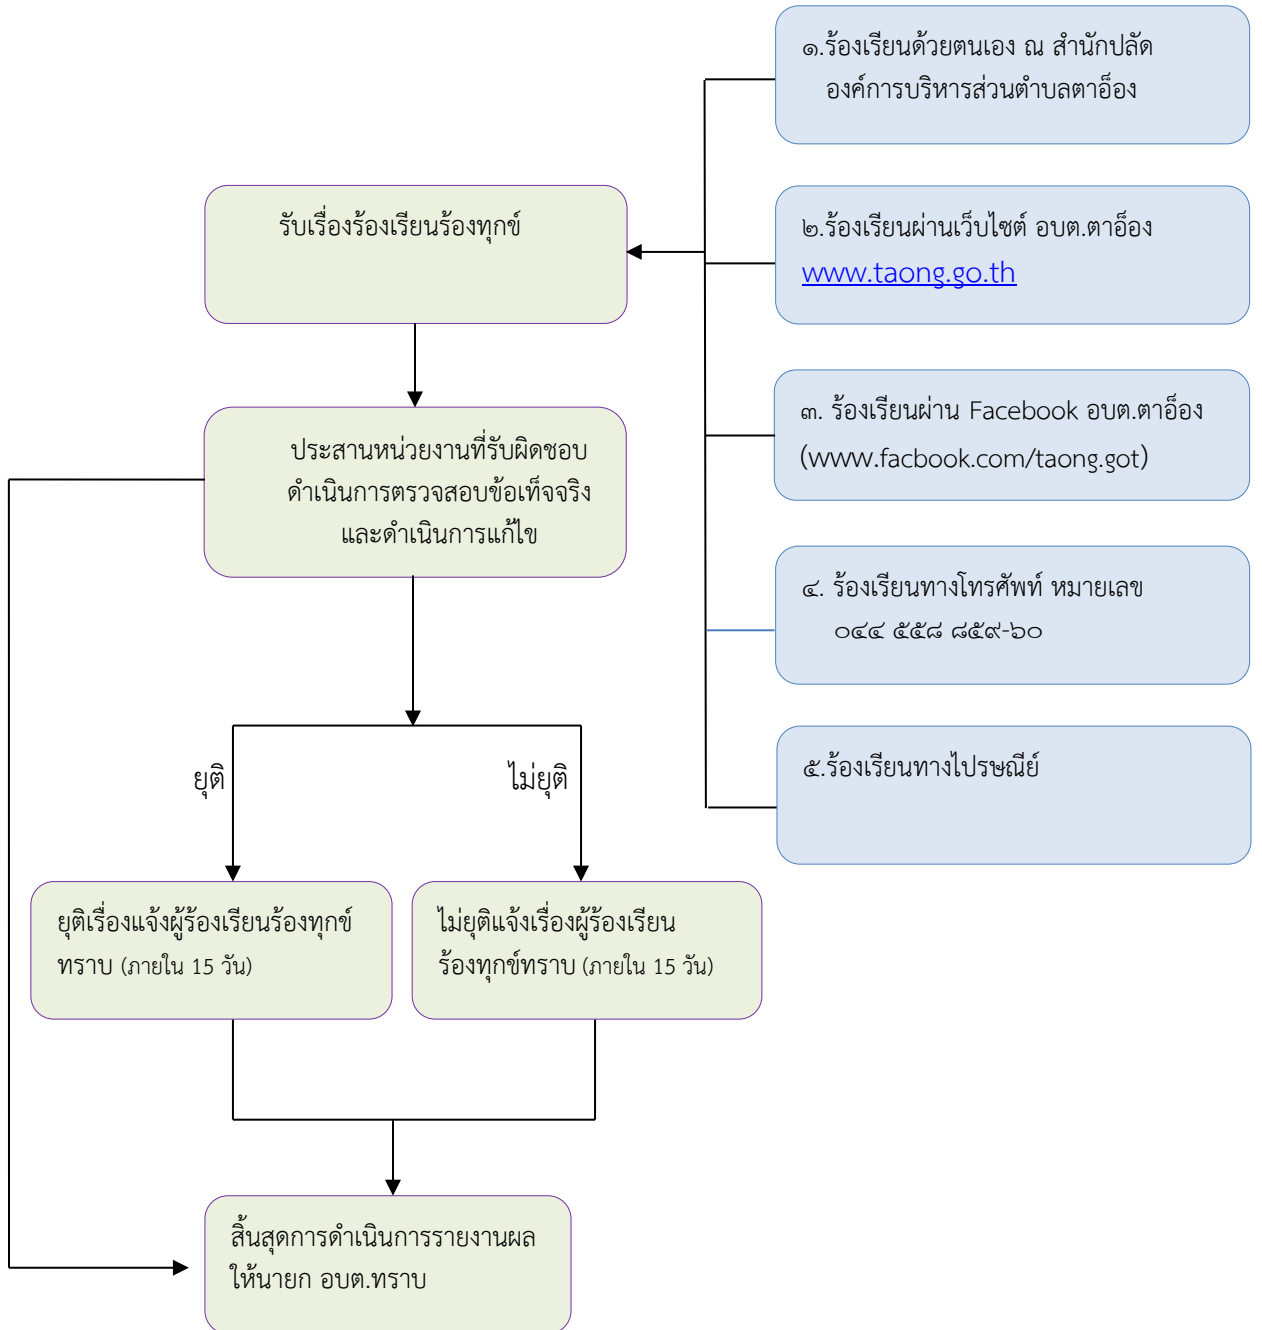 ๑.ร้องเรียนด้วยตนเอง ณ สำนักปลัด
องค์การบริหารส่วนตำบลตาอ็อง
รับเรื่องร้องเรียนร้องทุกข์
๒.ร้องเรียนผ่านเว็บไซต์ อบต.ตาอ็อง
www.taong.go.th
๓. ร้องเรียนผ่าน Facebook อบต.ตาอ็อง
(www.facbook.com/taong.got)
ประสานหน่วยงานที่รับผิดชอบ
ดำเนินการตรวจสอบข้อเท็จจริง
และดำเนินการแก้ไข
๔. ร้องเรียนทางโทรศัพท์ หมายเลข
๐๔๔ ๕๕๘ ๘๕๙-๖๐
๕.ร้องเรียนทางไปรษณีย์
ยุติ
ไม่ยุติ
ยุติเรื่องแจ้งผู้ร้องเรียนร้องทุกข์
ทราบ (ภายใน 15 วัน)
ไม่ยุติแจ้งเรื่องผู้ร้องเรียน
ร้องทุกข์ทราบ (ภายใน 15 วัน)
สิ้นสุดการดำเนินการรายงานผล
ให้นายก อบต.ทราบ